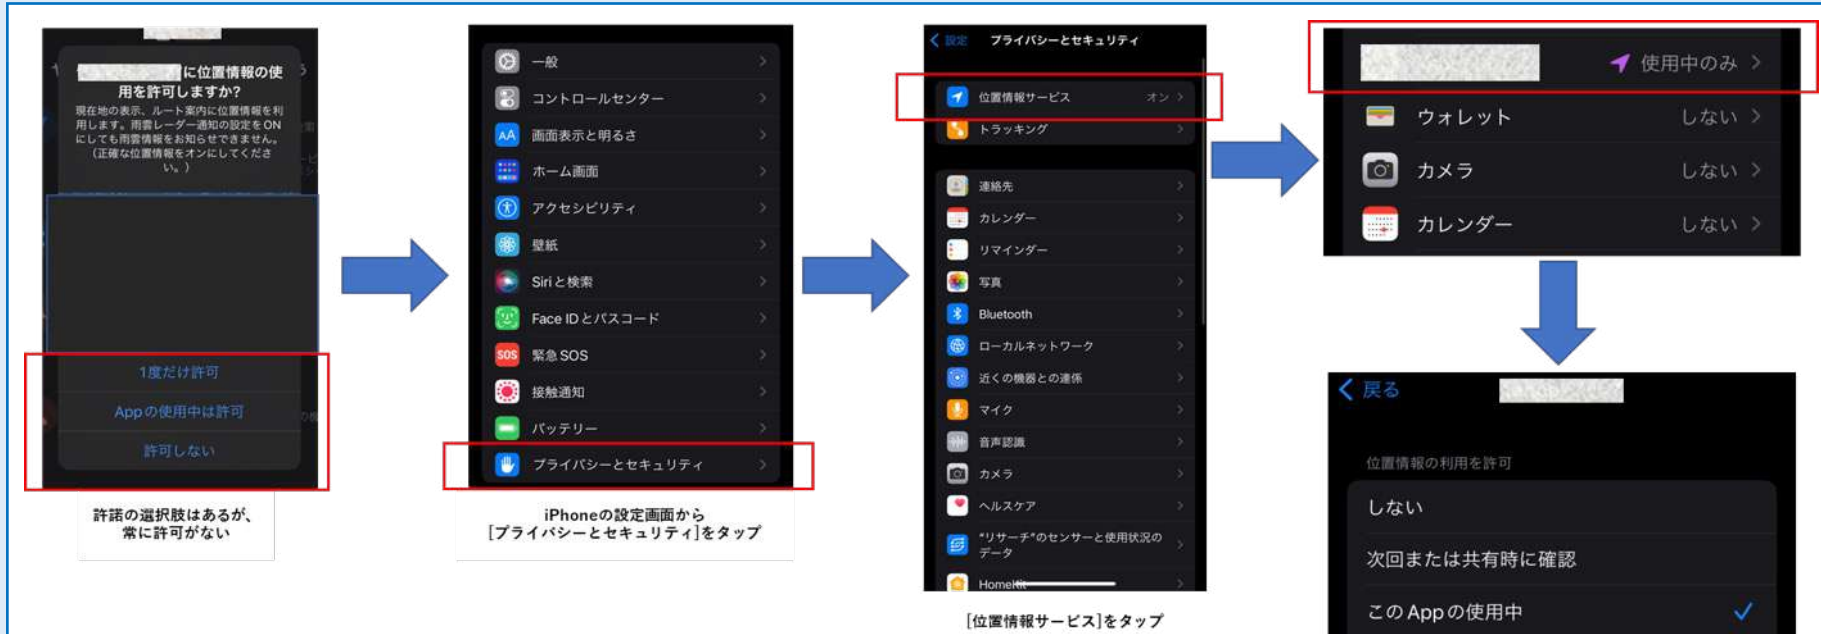 に位置情報の使
用を許可しますか?
現在地の表示、ルート案内に位置情報を利
用します。雨雲レーダー通知の設定をON
にしても雨雲情報をお知らせできません。
(正確な位置情報をオンにしてくださ
い。)
1度だけ許可
Appの使用中は許可
許可しない
許諾の選択肢はあるが、
常に許可がない
一般
コントロールセンター
画面表示と明るさ
ホーム画面
アクセシビリティ
壁紙
Siriと検索
Face IDとパスコード
SOS 緊急SOS
接触通知
バッテリー
プライバシーとセキュリティ
iPhoneの設定画面から
[プライバシーとセキュリティ]をタップ
設定 プライバシーとセキュリティ
位置情報サービス オン
トラッキング
連絡先
カレンダー
リマインダー
写真
Bluetooth
ローカルネットワーク
近くの機器との連係
マイク
音声認識
カメラ
ヘルスケア
"リサーチ"のセンサーと使用状況の
データ
HomeKit
[位置情報サービス]をタップ
使用中のみ
ウォレット しない
カメラ しない
カレンダー しない
戻る
位置情報の利用を許可
しない
次回または共有時に確認
このAppの使用中